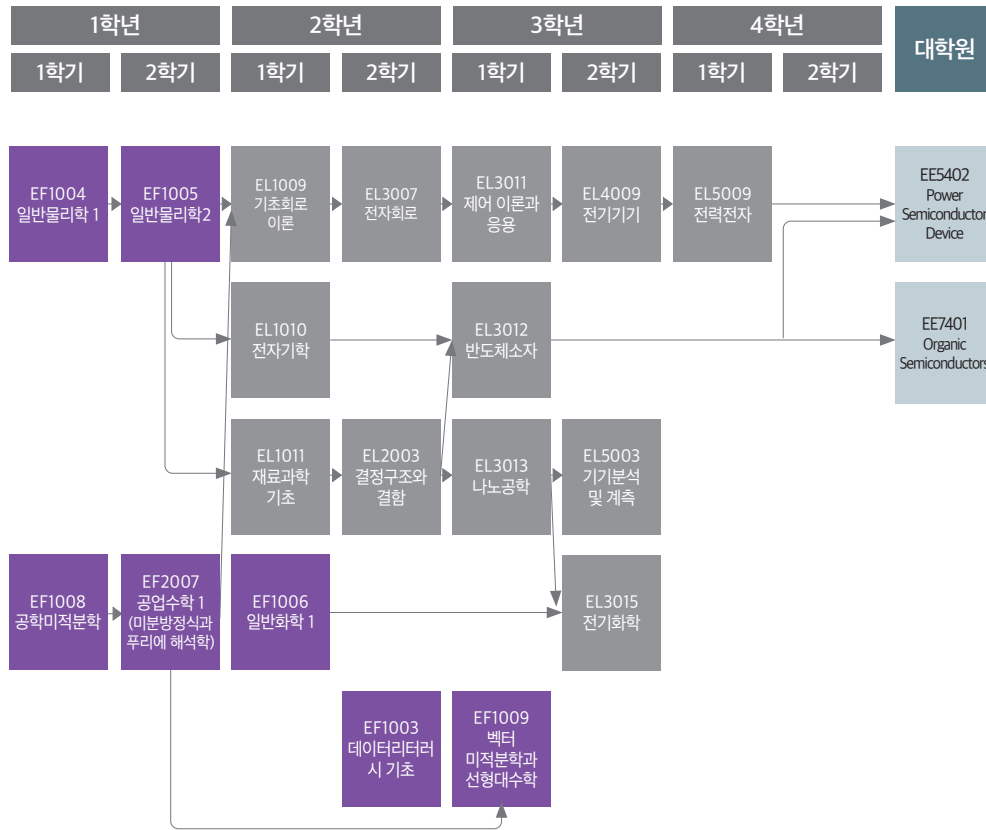 1학년
2학년
3학년
4학년
대학원
1학기
2학기
1학기
2학기
1학기
2학기
1학기
2학기
EF1004
일반물리학 1
EF1005
일반물리학2
EL1009
기초회로
이론
EL3007
전자회로
EL3011
제어 이론과
응용
EL4009
전기기기
EL5009
전력전자
EE5402
Power
Semiconductor
Device
EL1010
전자기학
EL3012
반도체소자
EE7401
Organic
Semiconductors
EL1011
재료과학
기초
EL2003
결정구조와
결함
EL3013
나노공학
EL5003
기기분석
및 계측
EF1008
공학미적분학
EF2007
공업수학 1
(미분방정식과
푸리에 해석학)
EF1006
일반화학 1
EL3015
전기화학
EF1003
데이터리터러
시 기초
EF1009
벡터
미적분학과
선형대수학